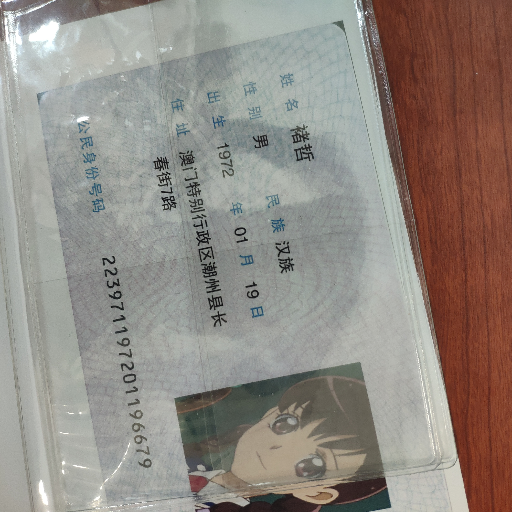 姓名 褚哲
性别 男 民族 汉族
出生 1972 年 01 月 19 日
住址 澳门特别行政区潮州县长
春街7路
公民身份号码 223971197201196679